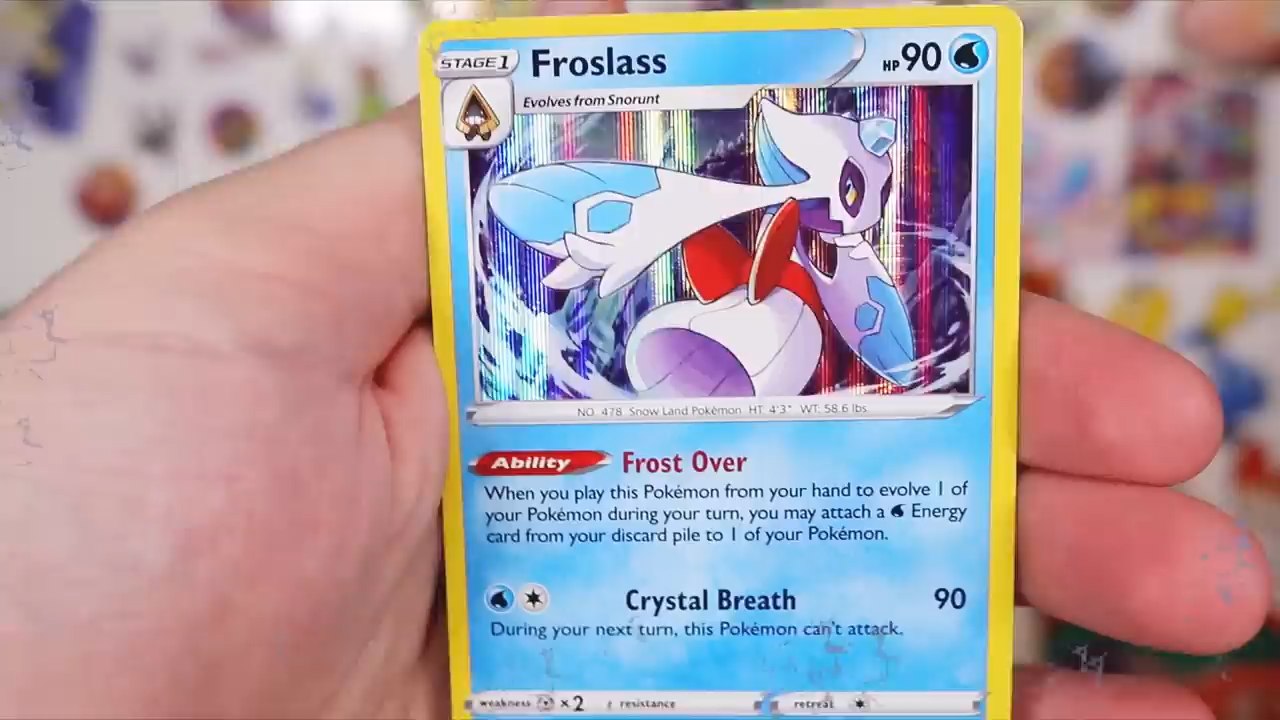 STAGE 1
Froslass
HP 90
Evolves from Snorunt
NO. 478 Snow Land Pokémon HT: 4'3" WT: 58.6 lbs.
Ability Frost Over
When you play this Pokémon from your hand to evolve 1 of
your Pokémon during your turn, you may attach a Energy
card from your discard pile to 1 of your Pokémon.
Crystal Breath 90
During your next turn, this Pokémon can't attack.
weakness ×2 resistance retreat